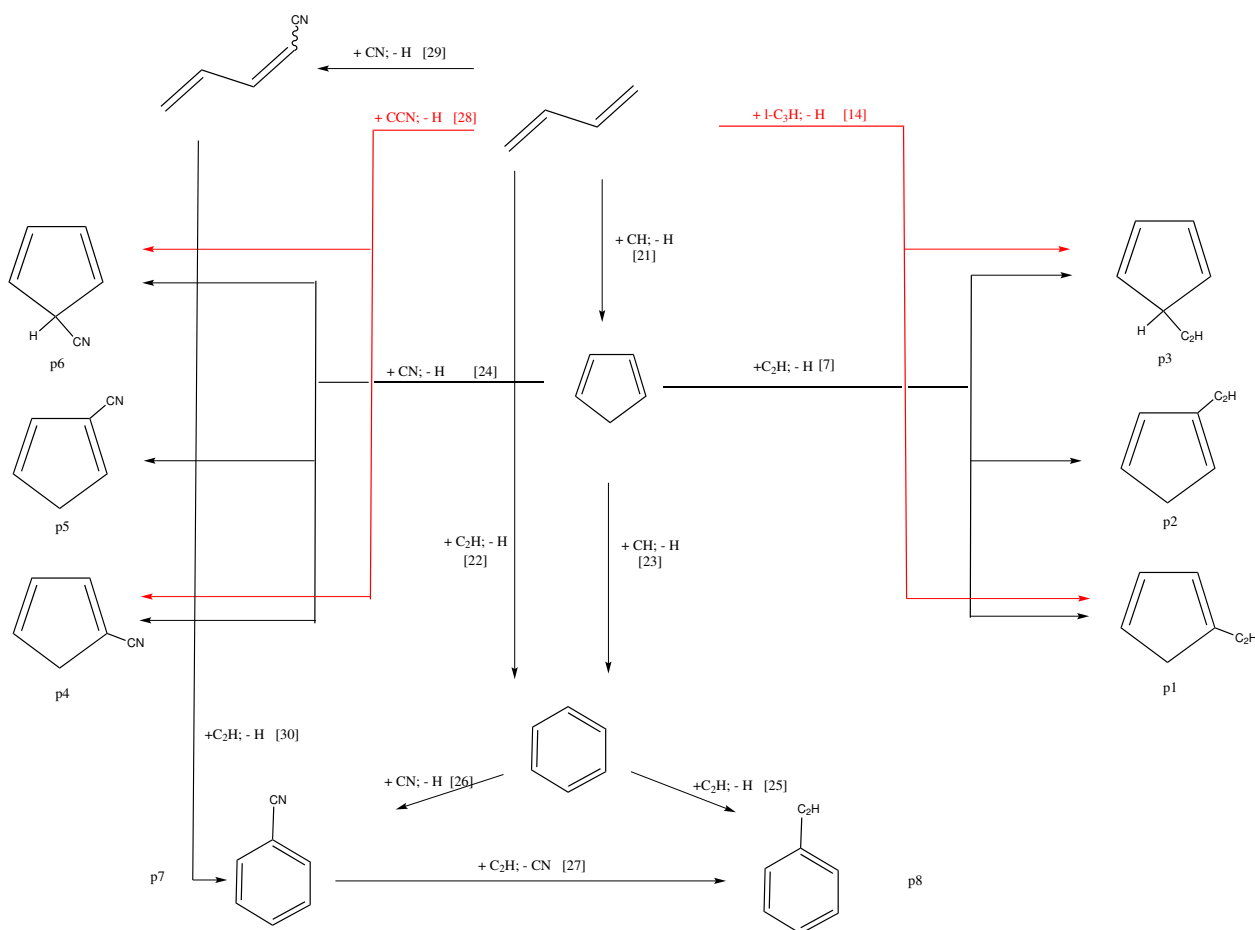 CN
+ CN; - H [29]
+ CCN; - H [28]
+ l-C₃H; - H [14]
+ CH; - H
[21]
H
CN
p6
H
C₂H
p3
+ CN; - H [24]
+C₂H; - H [7]
CN
p5
C₂H
p2
+ C₂H; - H
[22]
+ CH; - H
[23]
CN
p4
C₂H
p1
+C₂H; - H [30]
+ CN; - H [26]
+C₂H; - H [25]
CN
C₂H
+ C₂H; - CN [27]
p7
p8